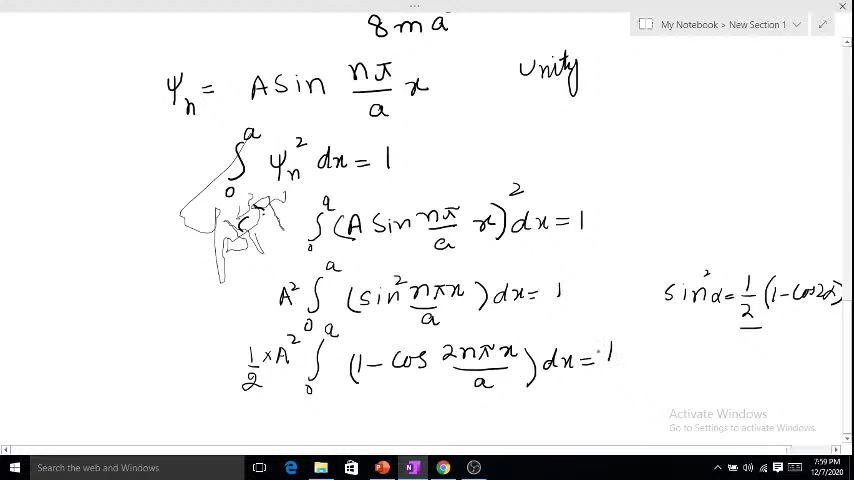 8ma
My Notebook > New Section 1
ψn = A sin nπ/a x
Unity
∫₀ᵃ ψn² dx = 1
∫₀ᵃ (A sin nπ/a x)² dx = 1
A² ∫₀ᵃ (sin² nπx/a) dx = 1
sin²α = 1/2 (1-cos2α)
1/2 × A² ∫₀ᵃ (1 - cos 2nπx/a) dx = 1
Activate Windows
Go to Settings to activate Windows.
Search the web and Windows
7:59 PM
12/7/2020